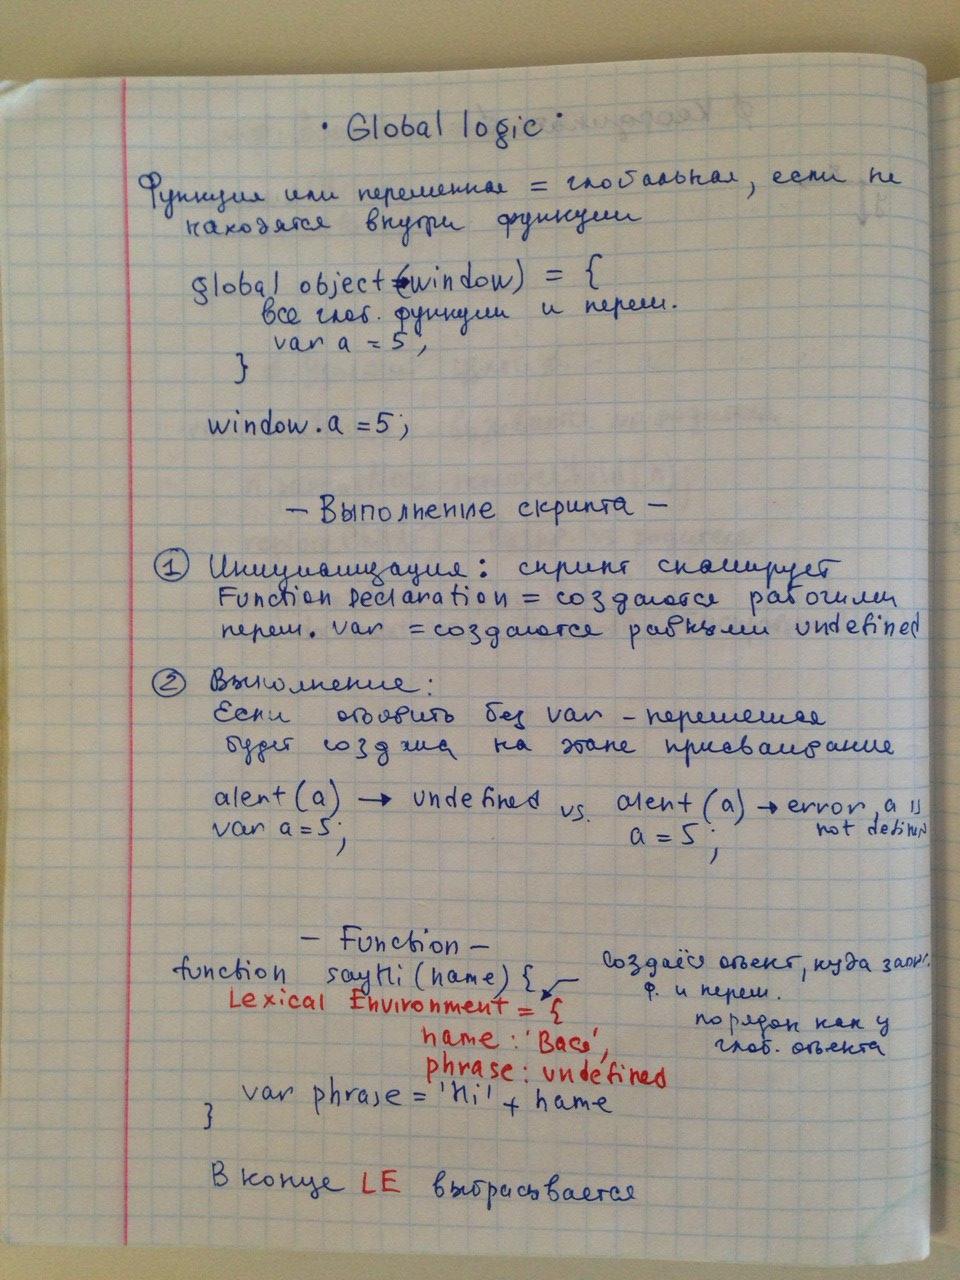 • Global logic •
Функция или переменная = глобальная, если не
находятся внутри функции
global object (window) = {
все глоб. функции и перем.
var a = 5;
}
window.a = 5;
— Выполнение скрипта —
① Инициализация: скрипт сканирует
Function Declaration = создаются рабочими
перем. var = создаются равными undefined
② Выполнение:
Если объявить без var -
будет создана на этапе присваивания
alert(a) → undefined vs. alert(a) → error, a is
var a = 5; a = 5; not defined
— Function —
function sayHi(name) { создаёся объект, куда запис.
Lexical Environment = { ф. и перем.
name: 'Вася', порядок как у
phrase: undefined глоб. объекта
var phrase = 'Hi' + name
}
В конце LE выбрасывается